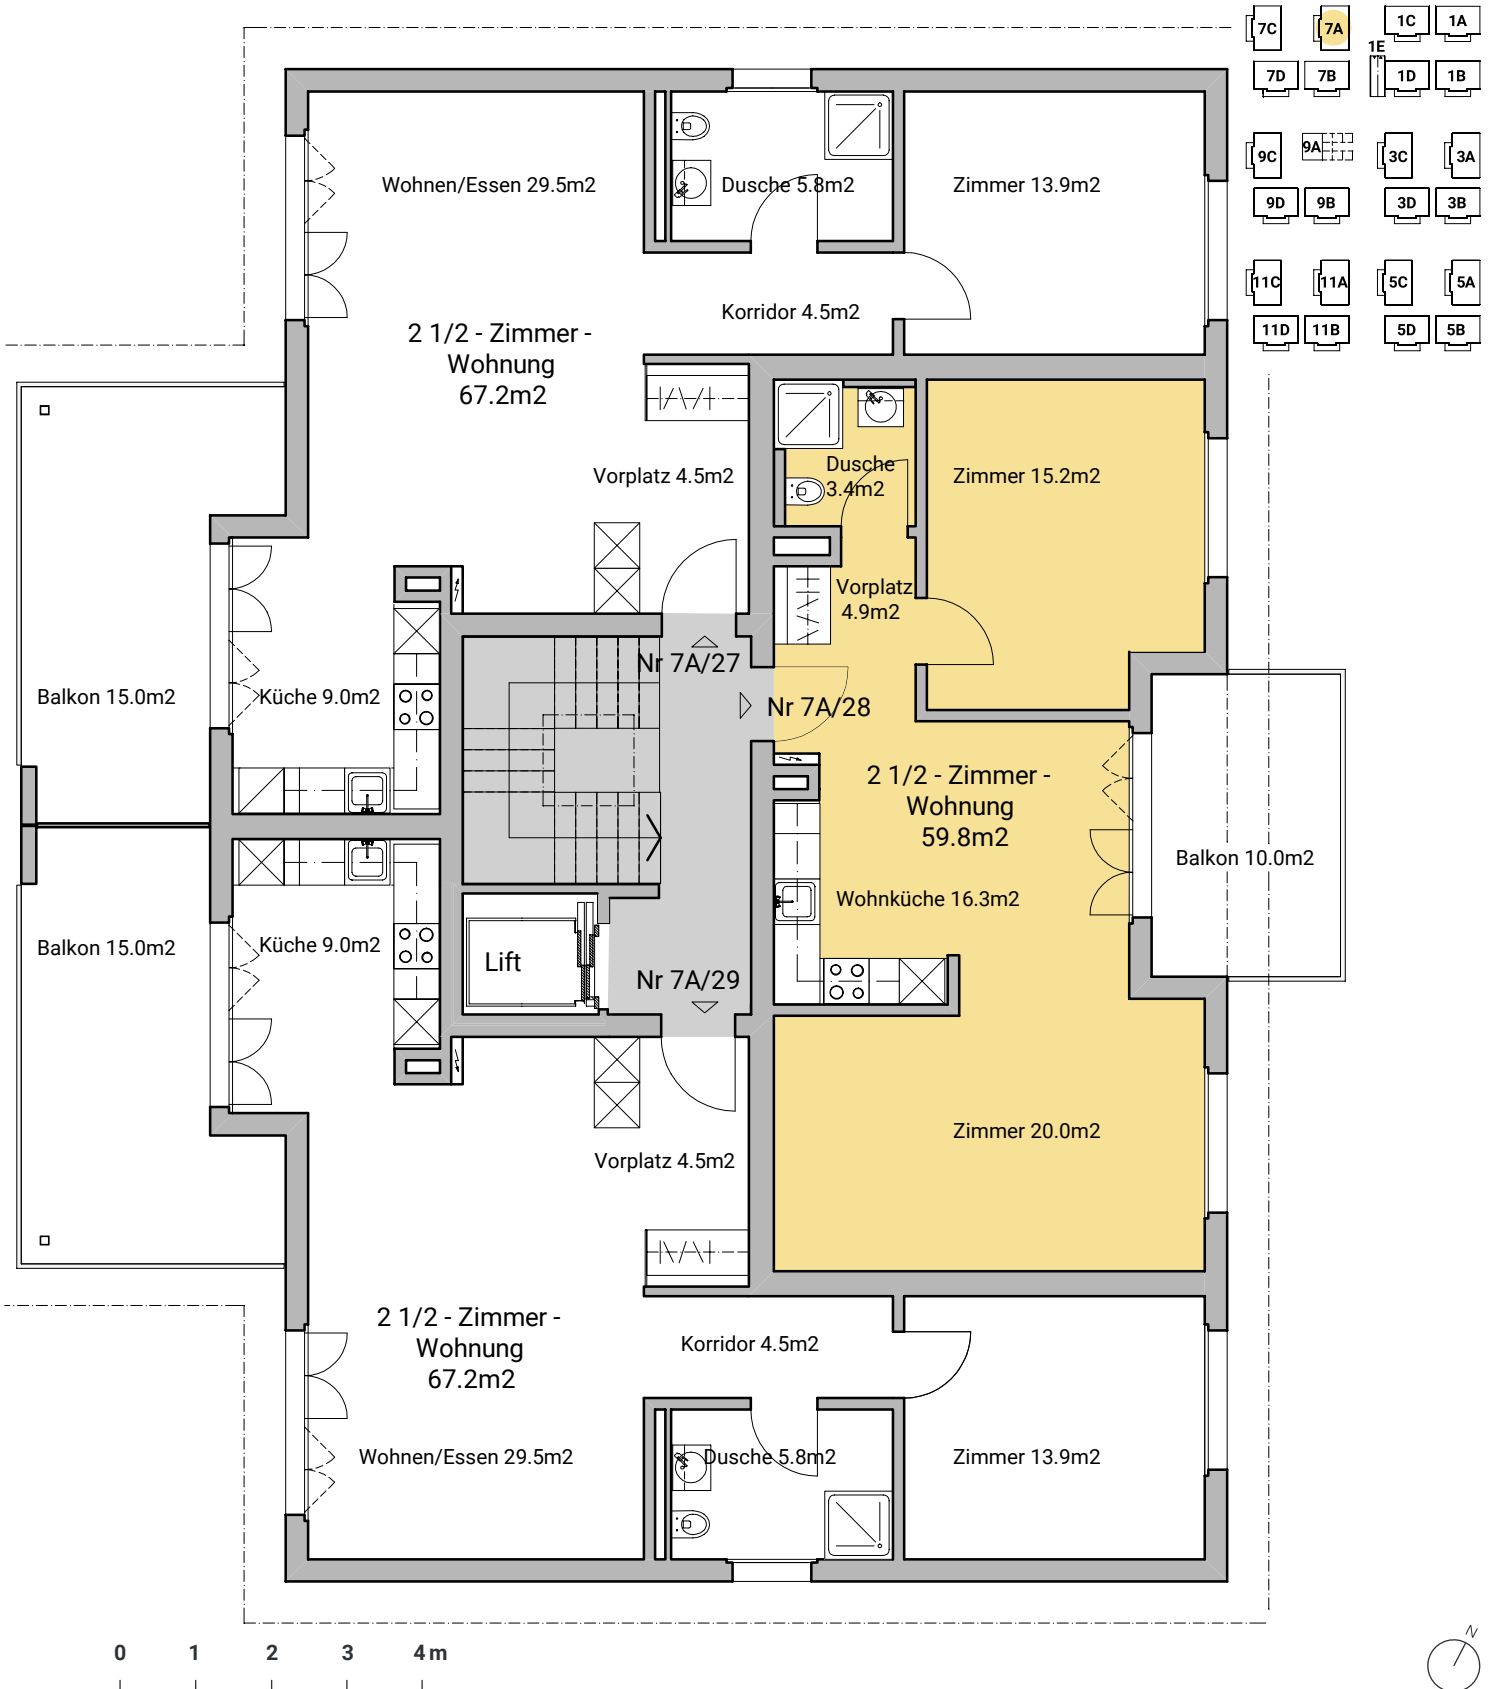 7C 7A 1C 1A
1E
7D 7B 1D 1B
9C 9A 3C 3A
9D 9B 3D 3B
11C 11A 5C 5A
11D 11B 5D 5B
Wohnen/Essen 29.5m2
Dusche 5.8m2
Zimmer 13.9m2
Korridor 4.5m2
2 1/2 - Zimmer -
Wohnung
67.2m2
Vorplatz 4.5m2
Dusche
3.4m2
Zimmer 15.2m2
Vorplatz
4.9m2
Nr 7A/27
Balkon 15.0m2
Küche 9.0m2
Nr 7A/28
2 1/2 - Zimmer -
Wohnung
59.8m2
Balkon 10.0m2
Wohnküche 16.3m2
Balkon 15.0m2
Küche 9.0m2
Lift
Nr 7A/29
Zimmer 20.0m2
Vorplatz 4.5m2
2 1/2 - Zimmer -
Wohnung
67.2m2
Korridor 4.5m2
Wohnen/Essen 29.5m2
Dusche 5.8m2
Zimmer 13.9m2
0 1 2 3 4 m
N